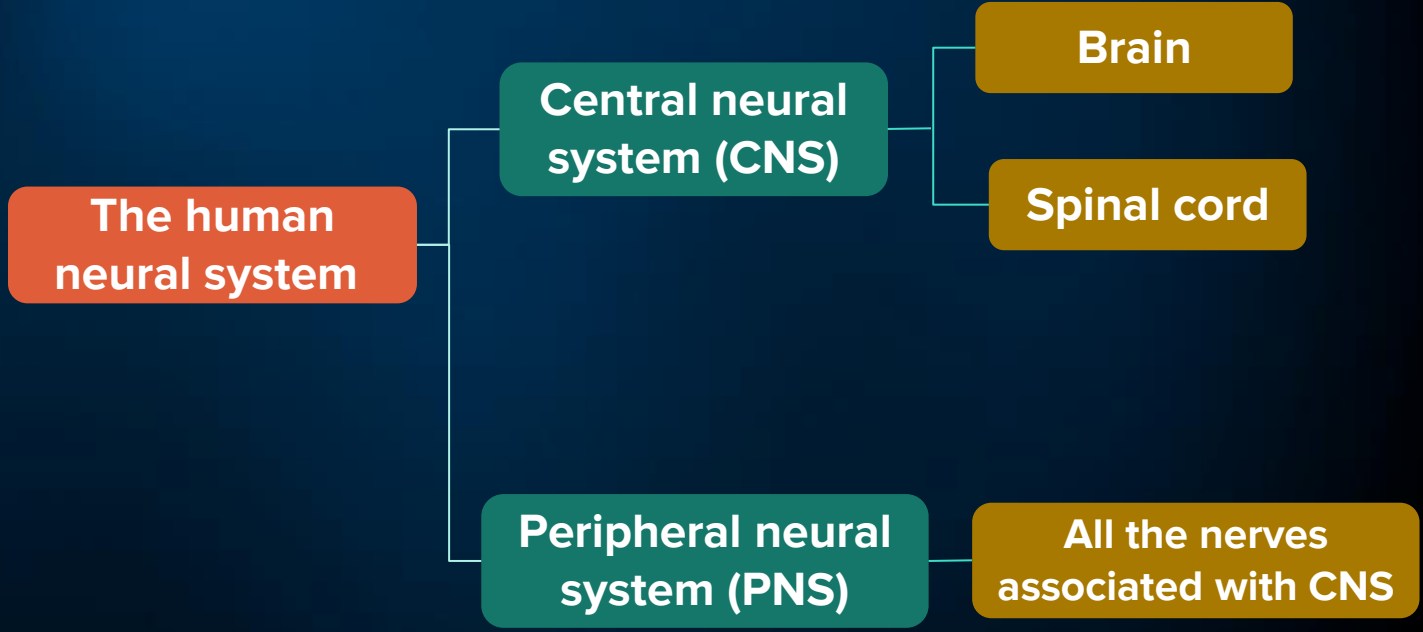 The human
neural system
Central neural
system (CNS)
Brain
Spinal cord
Peripheral neural
system (PNS)
All the nerves
associated with CNS